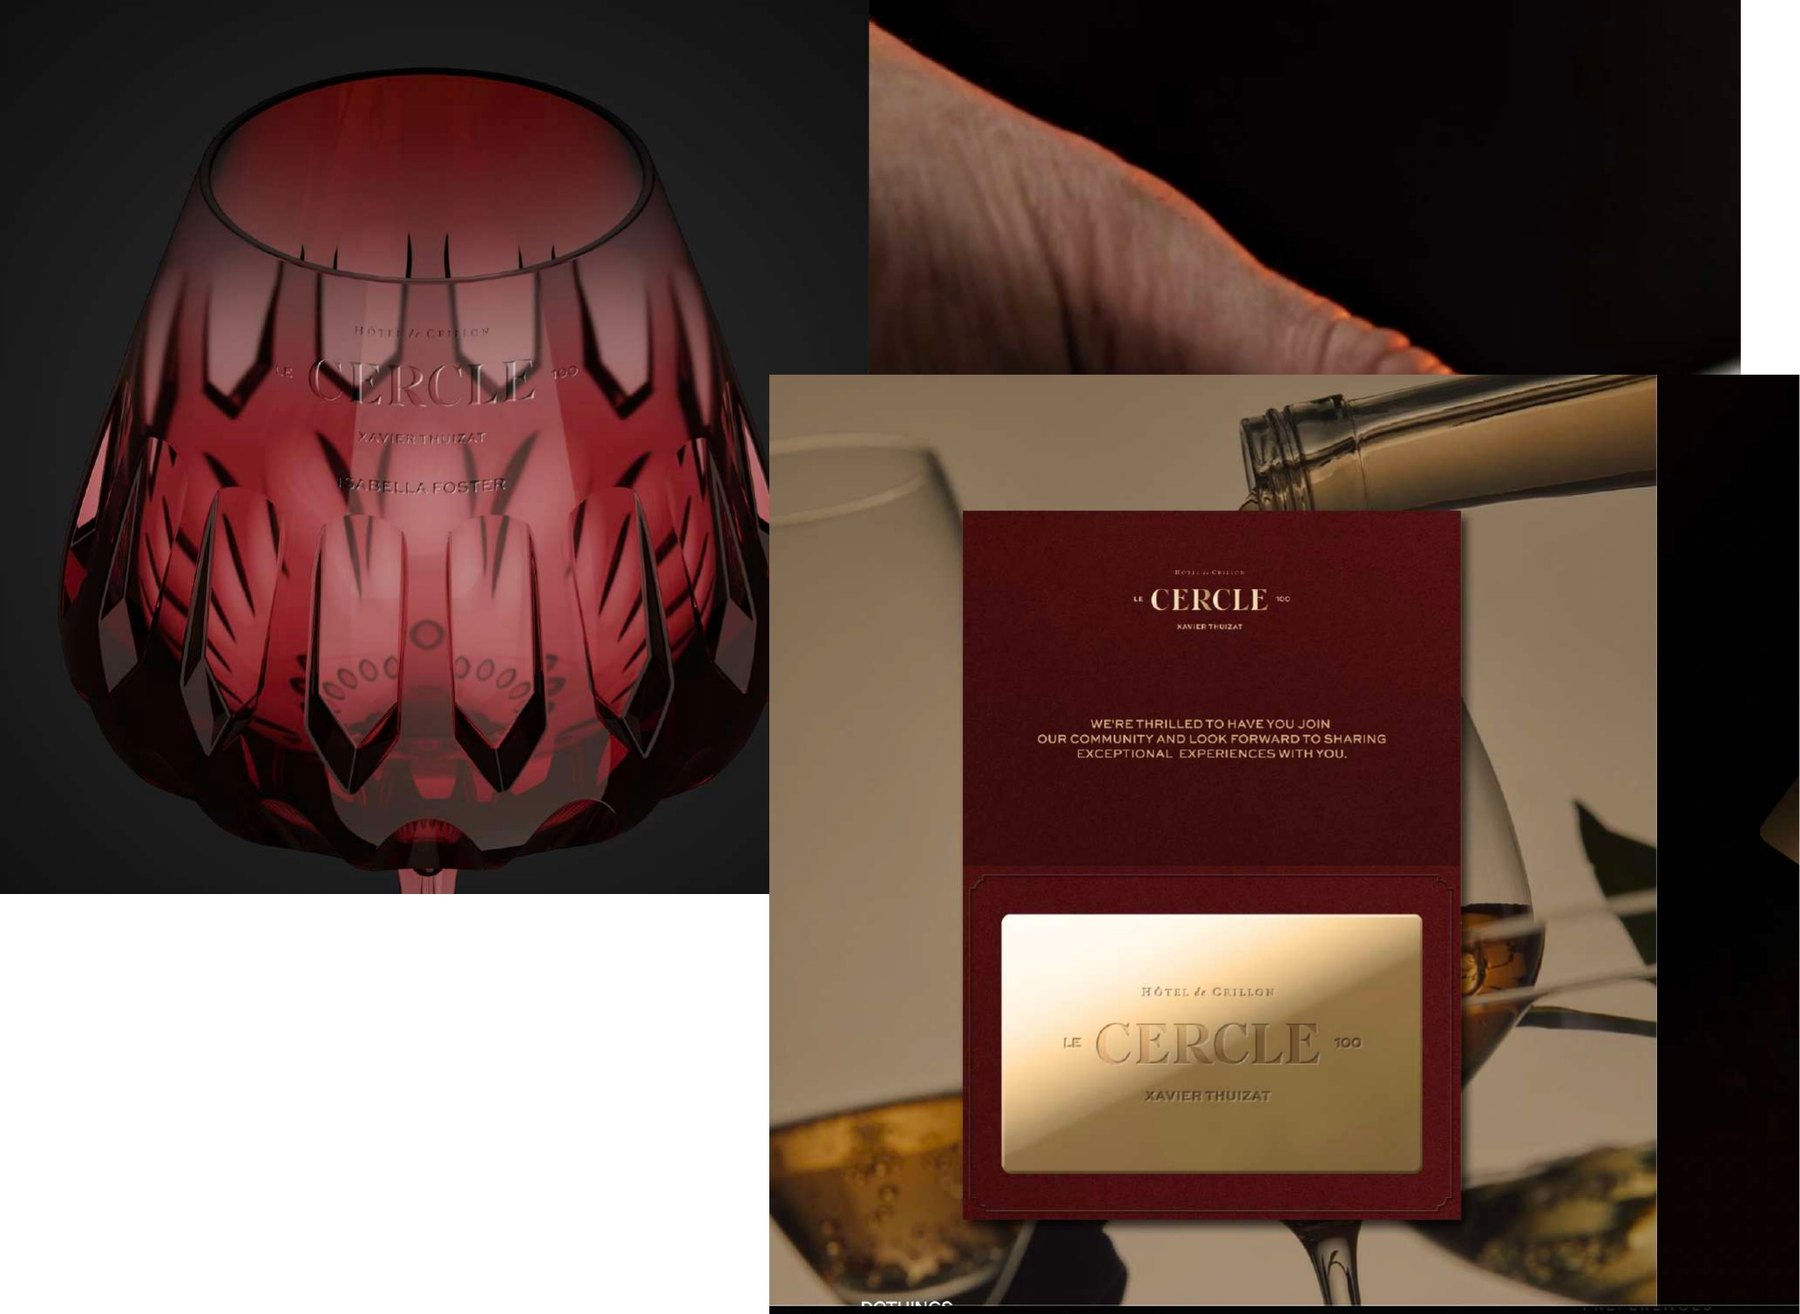 HÔTEL de CRILLON
LE CERCLE 100
XAVIER THUIZAT
ISABELLA FOSTER
HÔTEL de CRILLON
LE CERCLE 100
XAVIER THUIZAT
WE'RE THRILLED TO HAVE YOU JOIN
OUR COMMUNITY AND LOOK FORWARD TO SHARING
EXCEPTIONAL EXPERIENCES WITH YOU.
HÔTEL de CRILLON
LE CERCLE 100
XAVIER THUIZAT